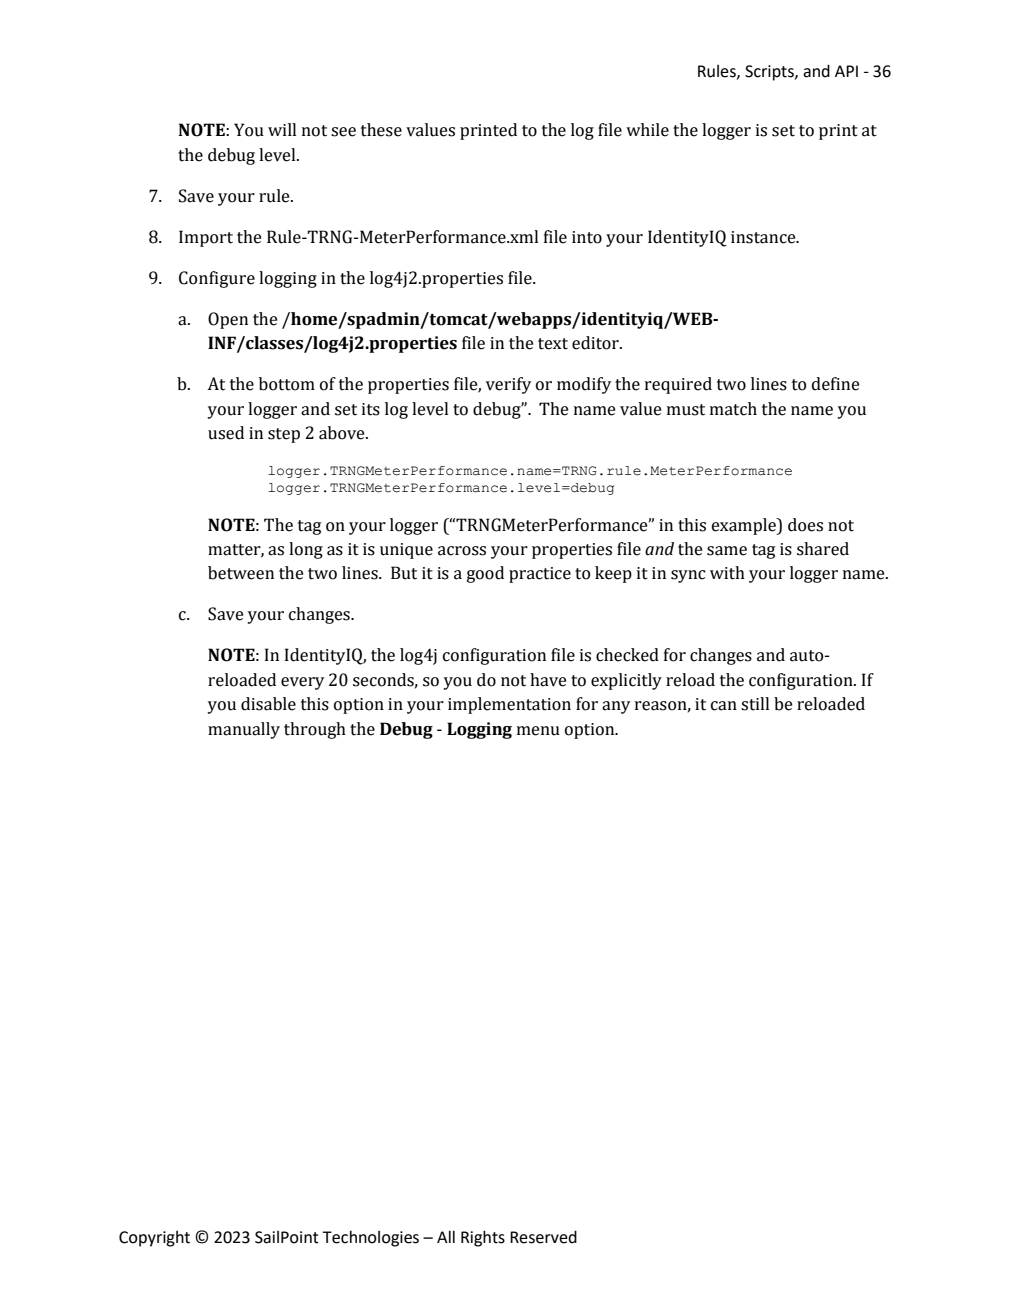 Rules, Scripts, and API - 36
NOTE: You will not see these values printed to the log file while the logger is set to print at
the debug level.
7. Save your rule.
8. Import the Rule-TRNG-MeterPerformance.xml file into your IdentityIQ instance.
9. Configure logging in the log4j2.properties file.
a. Open the /home/spadmin/tomcat/webapps/identityiq/WEB-
INF/classes/log4j2.properties file in the text editor.
b. At the bottom of the properties file, verify or modify the required two lines to define
your logger and set its log level to debug”.  The name value must match the name you
used in step 2 above.
logger.TRNGMeterPerformance.name=TRNG.rule.MeterPerformance
logger.TRNGMeterPerformance.level=debug
NOTE: The tag on your logger (“TRNGMeterPerformance” in this example) does not
matter, as long as it is unique across your properties file and the same tag is shared
between the two lines.  But it is a good practice to keep it in sync with your logger name.
c. Save your changes.
NOTE: In IdentityIQ, the log4j configuration file is checked for changes and auto-
reloaded every 20 seconds, so you do not have to explicitly reload the configuration. If
you disable this option in your implementation for any reason, it can still be reloaded
manually through the Debug - Logging menu option.
Copyright © 2023 SailPoint Technologies – All Rights Reserved